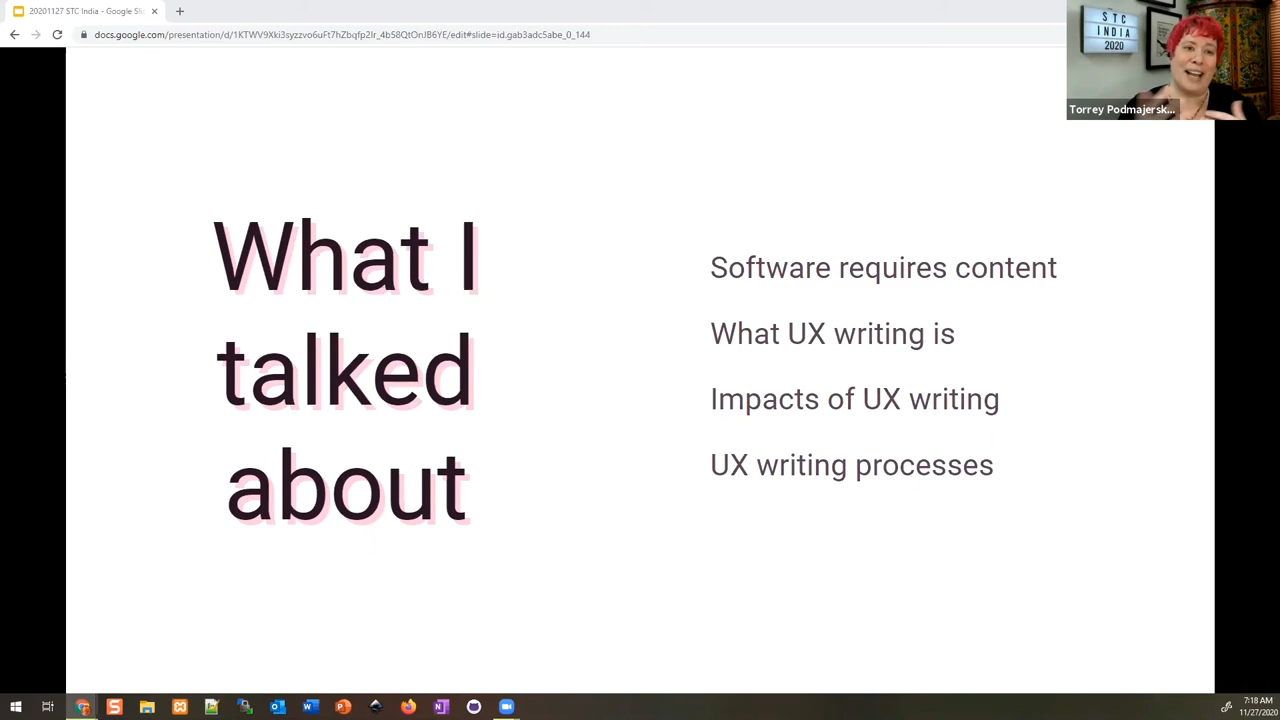 20201127 STC India - Google Sli
docs.google.com/presentation/d/1KTWV9Xki3syzzvo6uFt7hZbqfp2lr_4b58QtOnJB6YE/edit#slide=id.gab3adc5abe_0_144
STC
INDIA
2020
Torrey Podmajersk...
What I
talked
about
Software requires content
What UX writing is
Impacts of UX writing
UX writing processes
7:18 AM
11/27/2020